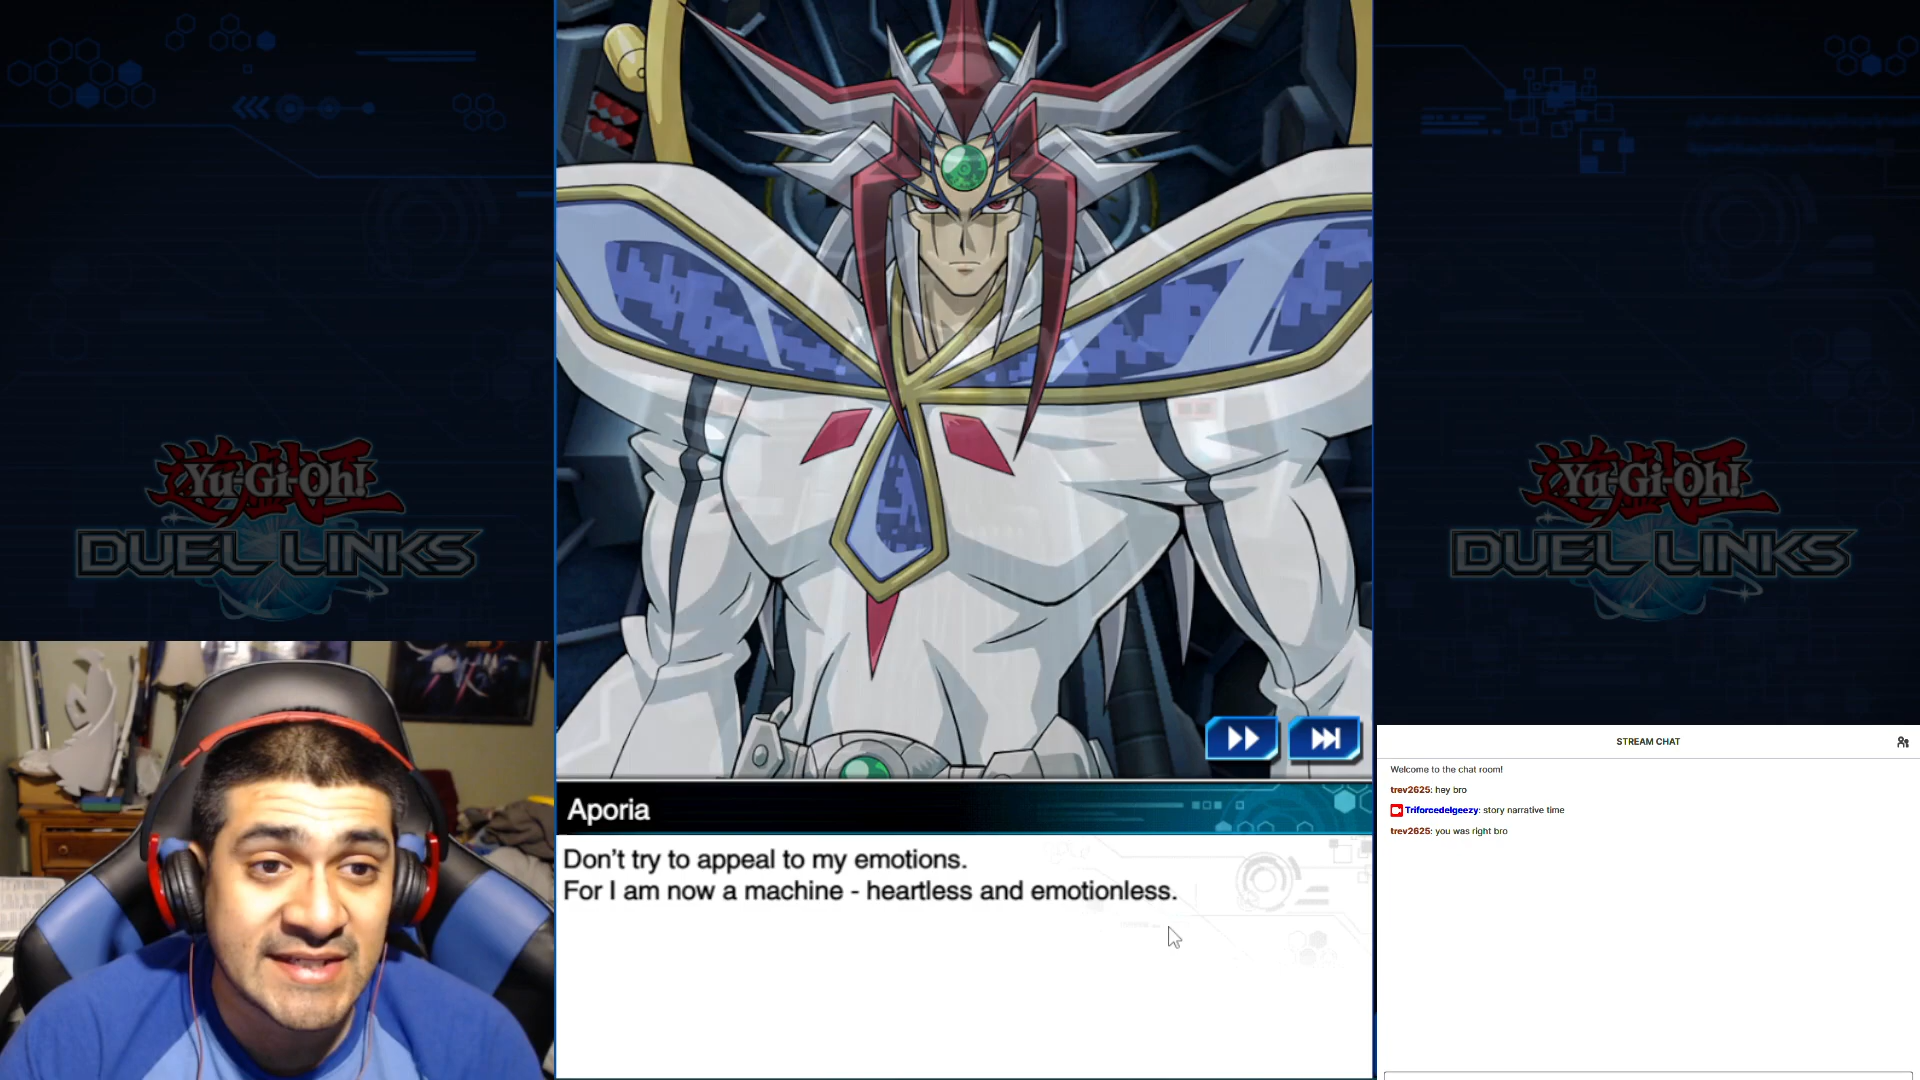 Yu-Gi-Oh!
DUEL LINKS
Yu-Gi-Oh!
DUEL LINKS
Aporia
Don't try to appeal to my emotions.
For I am now a machine - heartless and emotionless.
STREAM CHAT
Welcome to the chat room!
trev2625: hey bro
Triforcedelgeezy: story narrative time
trev2625: you was right bro